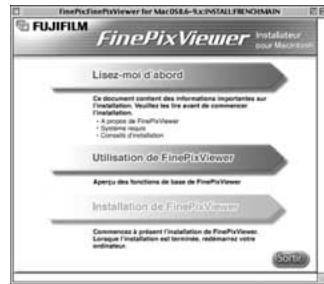 FinePix:FinePixViewer for MacOS8.6-9.x:INSTALL:FRENCH:MAIN
FUJIFILM
FinePixViewer
Installateur
pour Macintosh
Lisez-moi d'abord
Ce document contient des informations importantes sur
l'installation. Veuillez les lire avant de commencer
l'installation.
- A propos de FinePixViewer
- Système requis
- Conseils d'installation
Utilisation de FinePixViewer
Aperçu des fonctions de base de FinePixViewer
Installation de FinePixViewer
Commencez à présent l'installation de FinePixViewer.
Lorsque l'installation est terminée, redémarrez votre
ordinateur.
Sortir